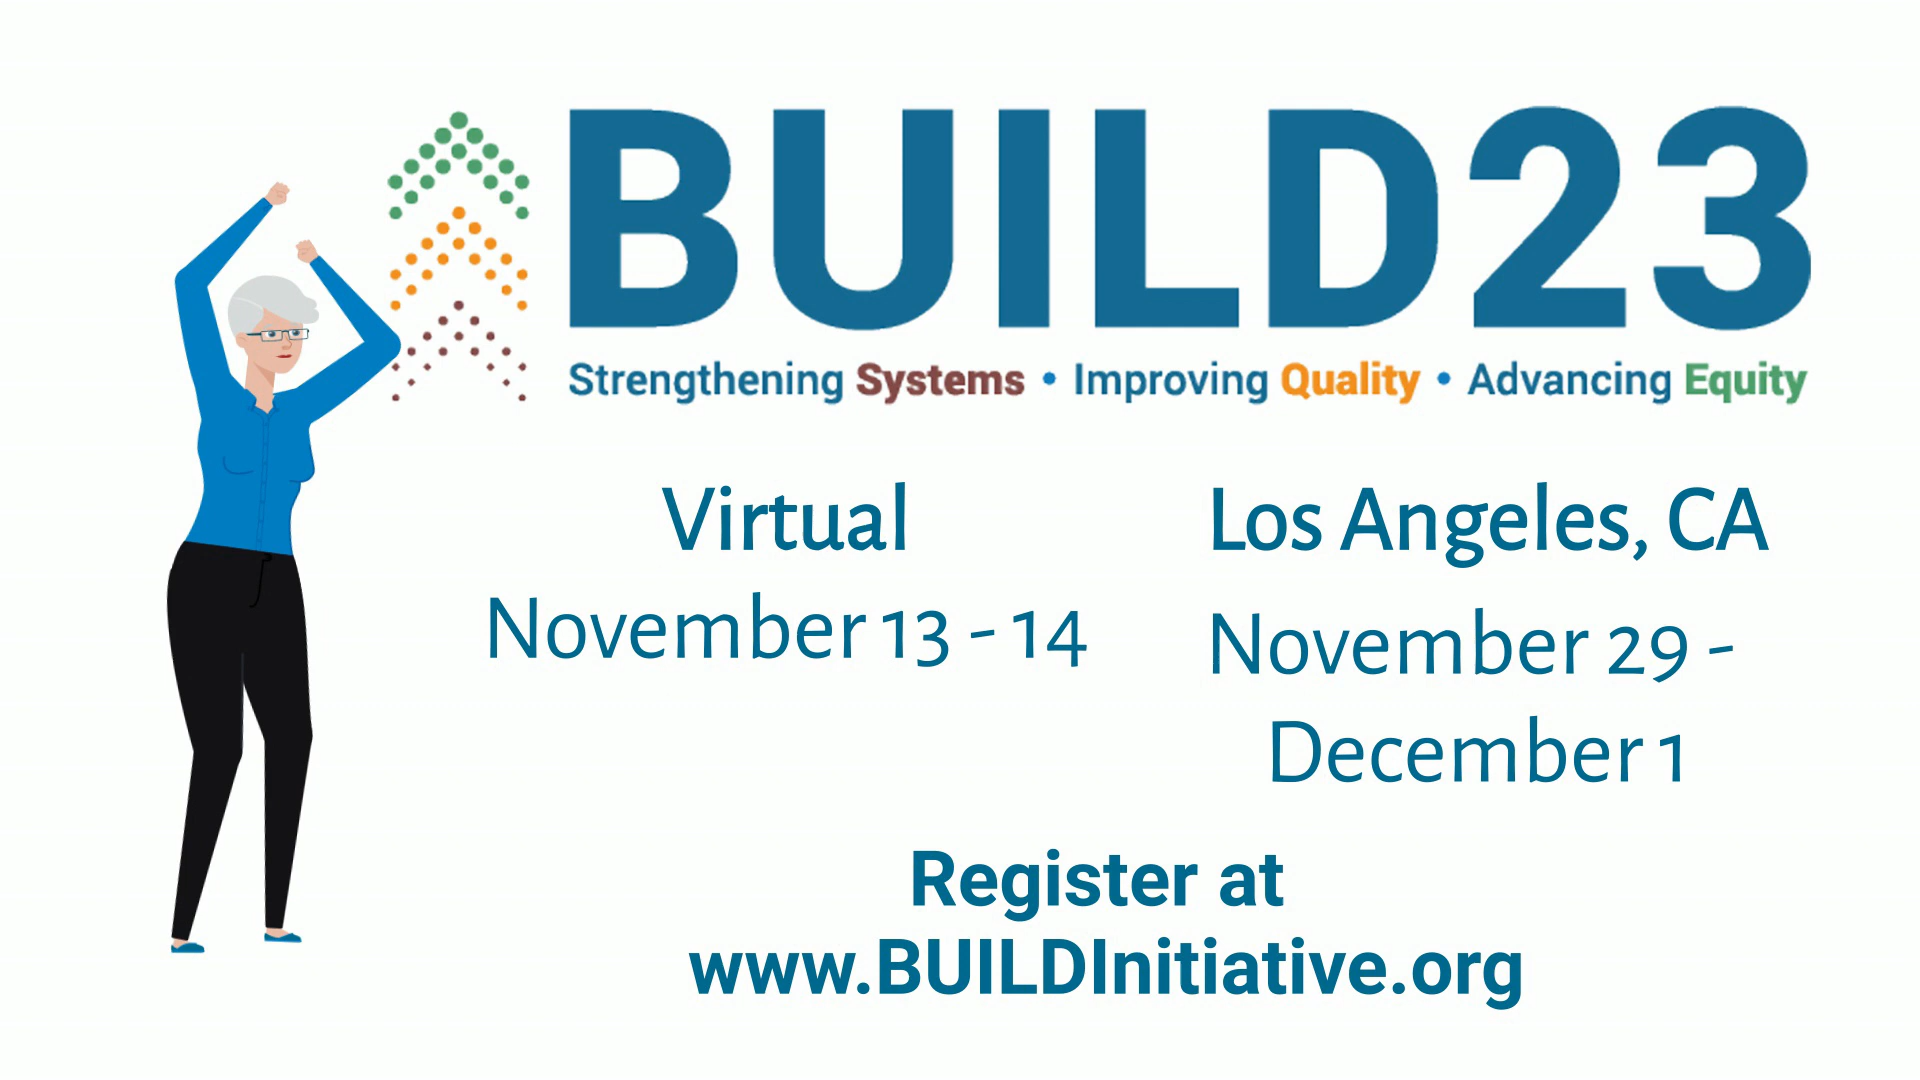 BUILD23
Strengthening Systems • Improving Quality • Advancing Equity
Virtual
November 13 - 14
Los Angeles, CA
November 29 -
December 1
Register at
www.BUILDInitiative.org